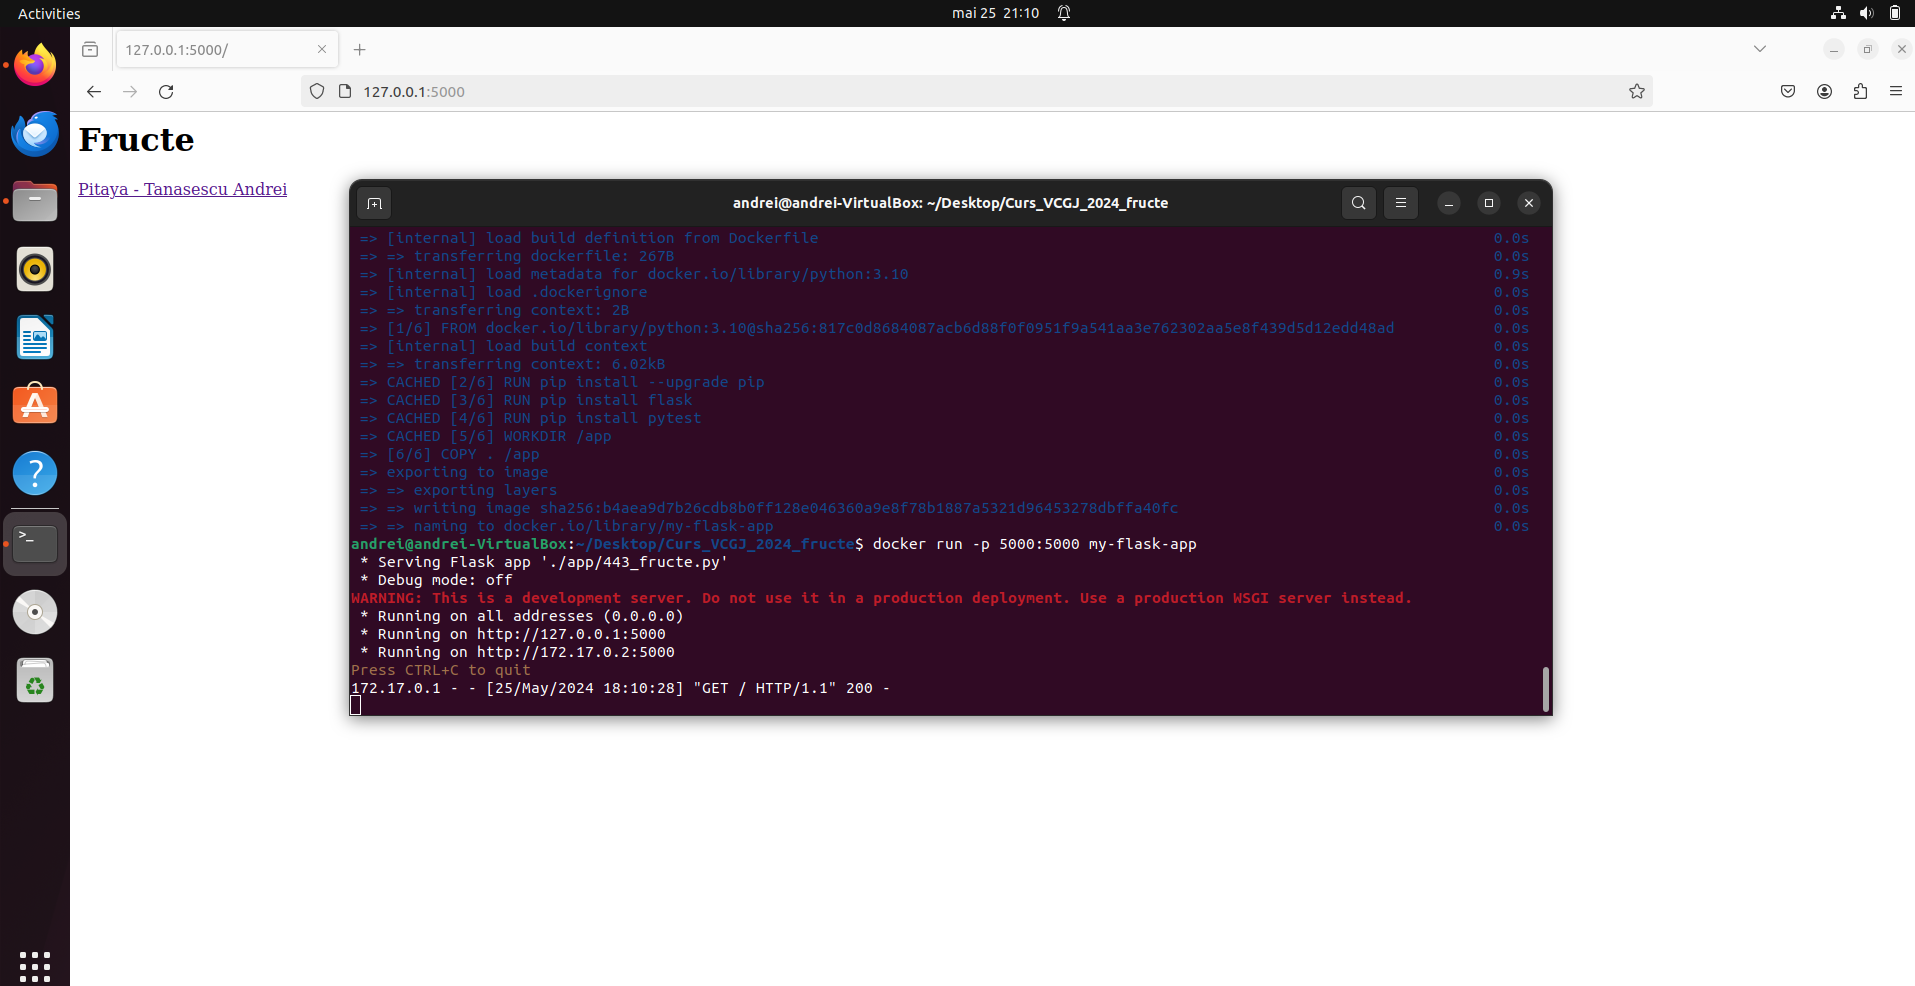 Activities
mai 25 21:10
127.0.0.1:5000/
127.0.0.1:5000
Fructe
Pitaya - Tanasescu Andrei
andrei@andrei-VirtualBox: ~/Desktop/Curs_VCGJ_2024_fructe
=> [internal] load build definition from Dockerfile 0.0s
=> => transferring dockerfile: 267B 0.0s
=> [internal] load metadata for docker.io/library/python:3.10 0.9s
=> [internal] load .dockerignore 0.0s
=> => transferring context: 2B 0.0s
=> [1/6] FROM docker.io/library/python:3.10@sha256:817c0d8684087acb6d88f0f0951f9a541aa3e762302aa5e8f439d5d12edd48ad 0.0s
=> [internal] load build context 0.0s
=> => transferring context: 6.02kB 0.0s
=> CACHED [2/6] RUN pip install --upgrade pip 0.0s
=> CACHED [3/6] RUN pip install flask 0.0s
=> CACHED [4/6] RUN pip install pytest 0.0s
=> CACHED [5/6] WORKDIR /app 0.0s
=> [6/6] COPY . /app 0.0s
=> exporting to image 0.0s
=> => exporting layers 0.0s
=> => writing image sha256:b4aea9d7b26cdb8b0ff128e046360a9e8f78b1887a5321d96453278dbffa40fc 0.0s
=> => naming to docker.io/library/my-flask-app 0.0s
andrei@andrei-VirtualBox:~/Desktop/Curs_VCGJ_2024_fructe$ docker run -p 5000:5000 my-flask-app
* Serving Flask app './app/443_fructe.py'
* Debug mode: off
WARNING: This is a development server. Do not use it in a production deployment. Use a production WSGI server instead.
* Running on all addresses (0.0.0.0)
* Running on http://127.0.0.1:5000
* Running on http://172.17.0.2:5000
Press CTRL+C to quit
172.17.0.1 - - [25/May/2024 18:10:28] "GET / HTTP/1.1" 200 -